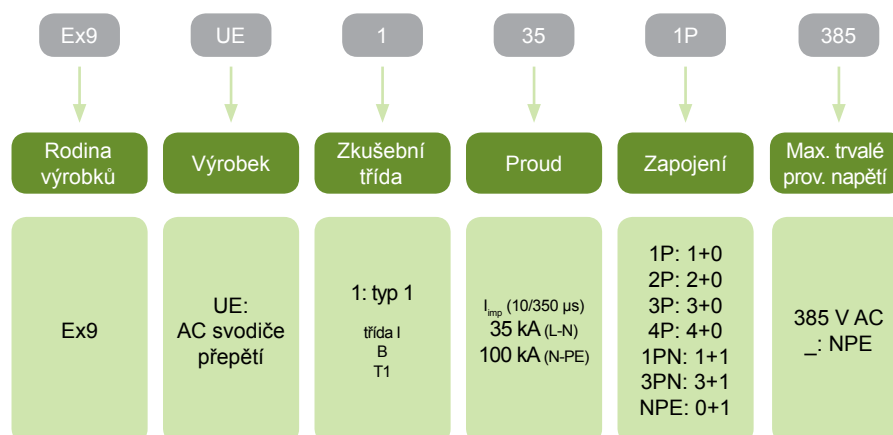 Ex9
UE
1
35
1P
385
Rodina
výrobků
Výrobek
Zkušební
třída
Proud
Zapojení
Max. trvalé
prov. napětí
Ex9
UE:
AC svodiče
přepětí
1: typ 1
třída I
B
T1
Iimp (10/350 µs)
35 kA (L-N)
100 kA (N-PE)
1P: 1+0
2P: 2+0
3P: 3+0
4P: 4+0
1PN: 1+1
3PN: 3+1
NPE: 0+1
385 V AC
_: NPE